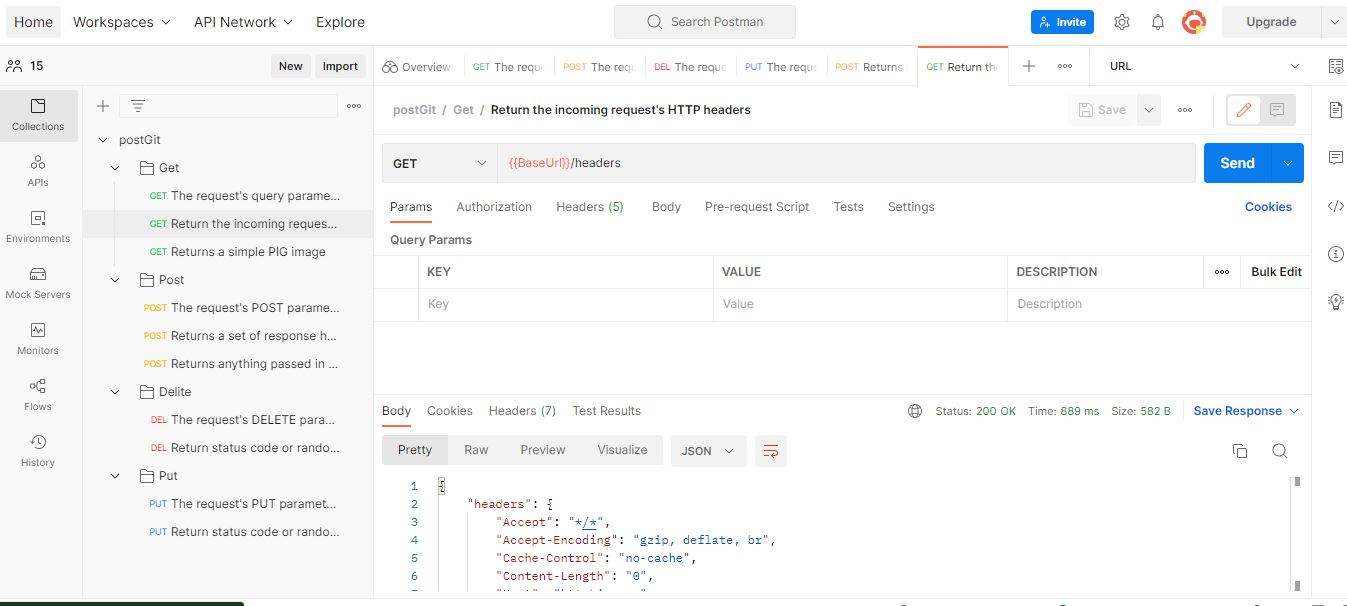 Home Workspaces API Network Explore Search Postman Invite Upgrade
15 New Import Overview GET The reque POST The requ DEL The reque PUT The reque POST Returns GET Return th URL
Collections
APIs
Environments
Mock Servers
Monitors
Flows
History
postGit
Get
GET The request's query parame...
GET Return the incoming reques...
GET Returns a simple PIG image
Post
POST The request's POST parame...
POST Returns a set of response h...
POST Returns anything passed in ...
Delite
DEL The request's DELETE para...
DEL Return status code or rando...
Put
PUT The request's PUT paramet...
PUT Return status code or rando...
postGit / Get / Return the incoming request's HTTP headers Save
GET {{BaseUrl}}/headers Send
Params Authorization Headers (5) Body Pre-request Script Tests Settings Cookies
Query Params
KEY VALUE DESCRIPTION Bulk Edit
Key Value Description
Body Cookies Headers (7) Test Results Status: 200 OK Time: 889 ms Size: 582 B Save Response
Pretty Raw Preview Visualize JSON
1 {
2 "headers": {
3 "Accept": "*/*",
4 "Accept-Encoding": "gzip, deflate, br",
5 "Cache-Control": "no-cache",
6 "Content-Length": "0",